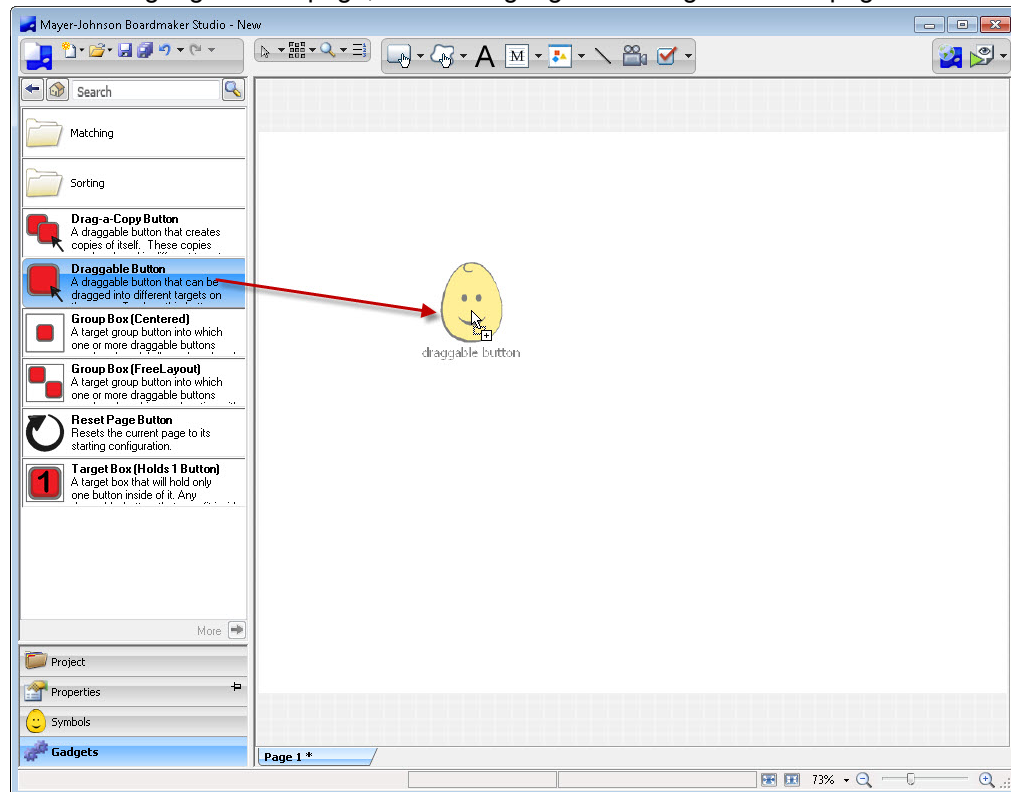 Mayer-Johnson Boardmaker Studio - New
A
M
Search
Matching
Sorting
Drag-a-Copy Button
A draggable button that creates
copies of itself. These copies
Draggable Button
A draggable button that can be
dragged into different targets on
Group Box (Centered)
A target group button into which
one or more draggable buttons
Group Box (FreeLayout)
A target group button into which
one or more draggable buttons
Reset Page Button
Resets the current page to its
starting configuration.
1
Target Box (Holds 1 Button)
A target box that will hold only
one button inside of it. Any
draggable button
More
Project
Properties
Symbols
Gadgets
Page 1 *
73%